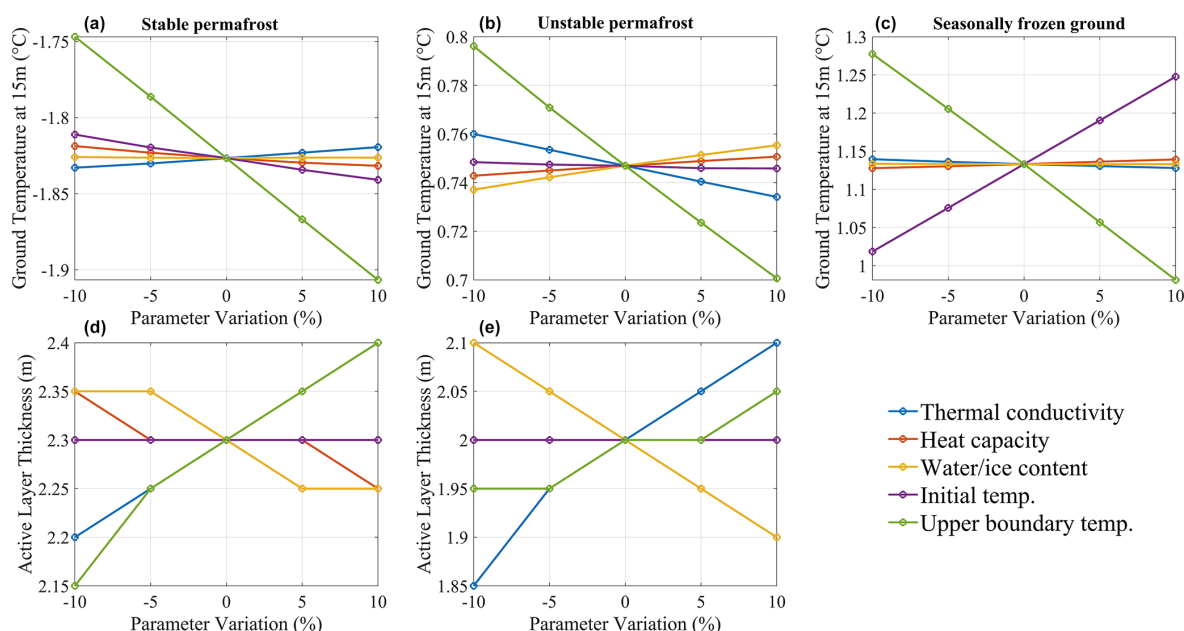 (a)
Stable permafrost
(b)
Unstable permafrost
(c)
Seasonally frozen ground
Ground Temperature at 15m (°C)
-1.75
-1.8
-1.85
-1.9
-10
-5
0
5
10
Parameter Variation (%)
Ground Temperature at 15m (°C)
0.8
0.78
0.76
0.74
0.72
0.7
-10
-5
0
5
10
Parameter Variation (%)
Ground Temperature at 15m (°C)
1.3
1.25
1.2
1.15
1.1
1.05
1
-10
-5
0
5
10
Parameter Variation (%)
(d)
Active Layer Thickness (m)
2.4
2.35
2.3
2.25
2.2
2.15
-10
-5
0
5
10
Parameter Variation (%)
(e)
Active Layer Thickness (m)
2.1
2.05
2
1.95
1.9
1.85
-10
-5
0
5
10
Parameter Variation (%)
Thermal conductivity
Heat capacity
Water/ice content
Initial temp.
Upper boundary temp.